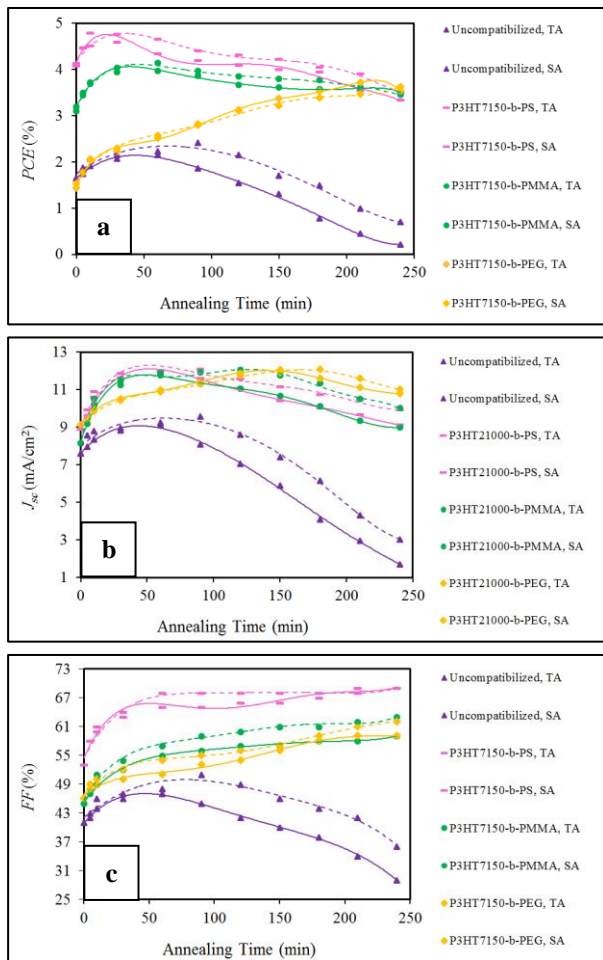 PCE (%)
5
4
3
2
1
0
a
0 50 100 150 200 250
Annealing Time (min)
Uncompatibilized, TA
Uncompatibilized, SA
P3HT7150-b-PS, TA
P3HT7150-b-PS, SA
P3HT7150-b-PMMA, TA
P3HT7150-b-PMMA, SA
P3HT7150-b-PEG, TA
P3HT7150-b-PEG, SA
Jsc (mA/cm²)
13
11
9
7
5
3
1
b
0 50 100 150 200 250
Annealing Time (min)
Uncompatibilized, TA
Uncompatibilized, SA
P3HT21000-b-PS, TA
P3HT21000-b-PS, SA
P3HT21000-b-PMMA, TA
P3HT21000-b-PMMA, SA
P3HT21000-b-PEG, TA
P3HT21000-b-PEG, SA
FF (%)
73
67
61
55
49
43
37
31
25
c
0 50 100 150 200 250
Annealing Time (min)
Uncompatibilized, TA
Uncompatibilized, SA
P3HT7150-b-PS, TA
P3HT7150-b-PS, SA
P3HT7150-b-PMMA, TA
P3HT7150-b-PMMA, SA
P3HT7150-b-PEG, TA
P3HT7150-b-PEG, SA